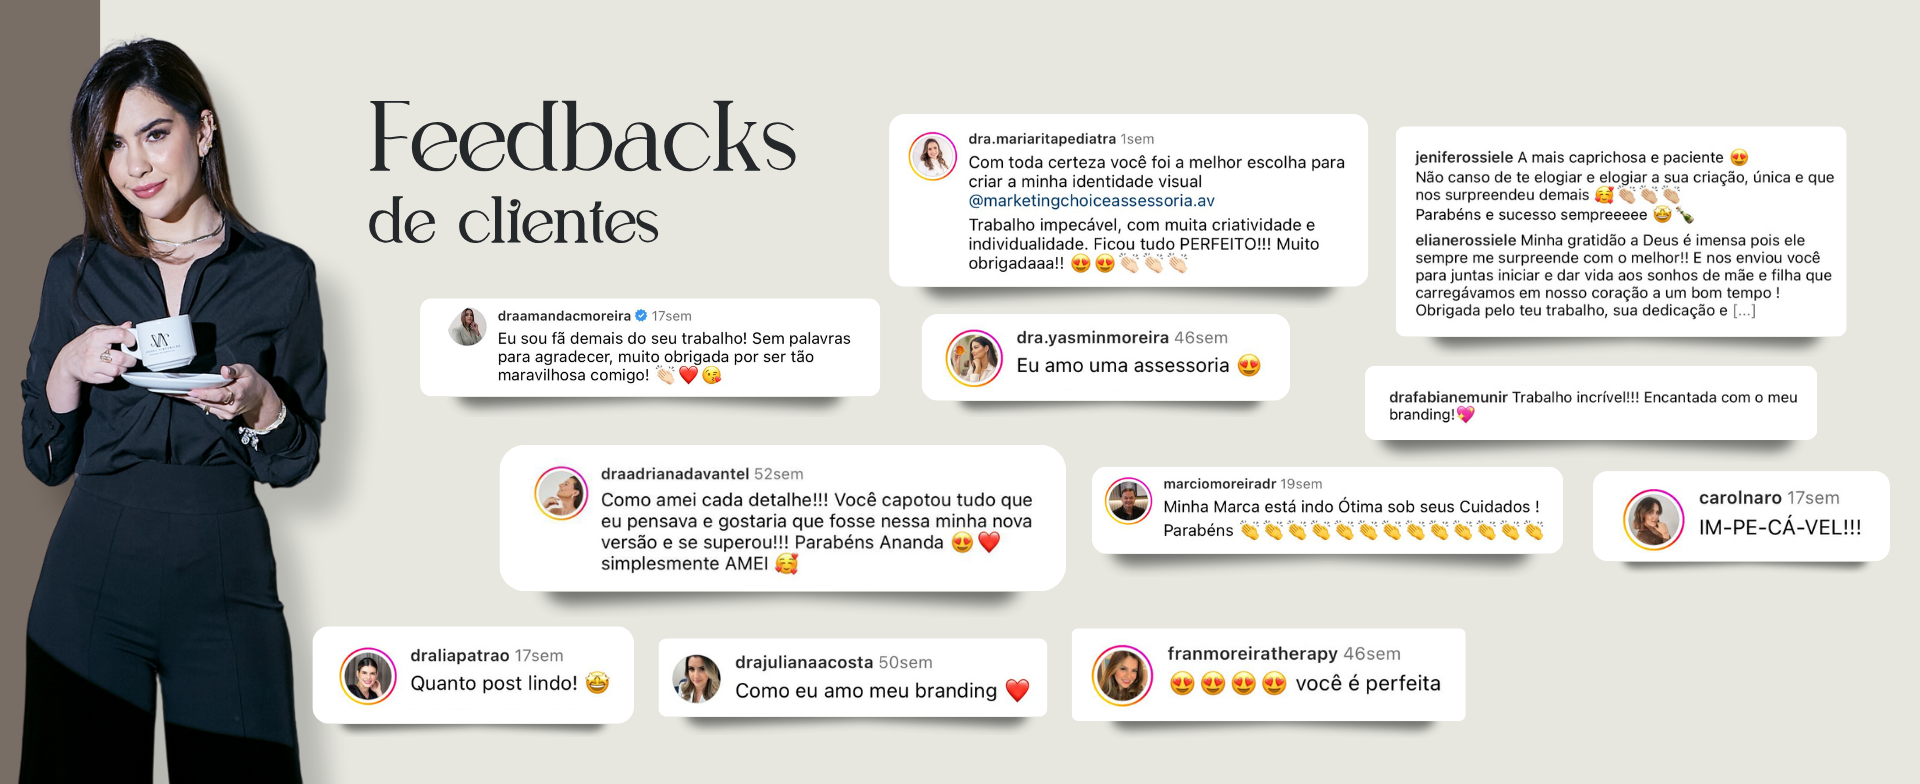 Feedbacks
de clientes
dra.mariaritapediatra 1sem
Com toda certeza você foi a melhor escolha para
criar a minha identidade visual
@marketingchoiceassessoria.av
Trabalho impecável, com muita criatividade e
individualidade. Ficou tudo PERFEITO!!! Muito
obrigadaaa!! 😍😍👏🏻👏🏻👏🏻
jeniferossiele A mais caprichosa e paciente 😍
Não canso de te elogiar e elogiar a sua criação, única e que
nos surpreendeu demais 🥰👏🏼👏🏼👏🏼
Parabéns e sucesso sempreeeee 🤩🍾
elianerossiele Minha gratidão a Deus é imensa pois ele
sempre me surpreende com o melhor!! E nos enviou você
para juntas iniciar e dar vida aos sonhos de mãe e filha que
carregávamos em nosso coração a um bom tempo !
Obrigada pelo teu trabalho, sua dedicação e [...]
draamandacmoreira 17sem
Eu sou fã demais do seu trabalho! Sem palavras
para agradecer, muito obrigada por ser tão
maravilhosa comigo! 👏🏻❤️😘
dra.yasminmoreira 46sem
Eu amo uma assessoria 😍
drafabianemunir Trabalho incrível!!! Encantada com o meu
branding!💖
draadrianadavantel 52sem
Como amei cada detalhe!!! Você capotou tudo que
eu pensava e gostaria que fosse nessa minha nova
versão e se superou!!! Parabéns Ananda 😍❤️
simplesmente AMEI 🥰
marciomoreiradr 19sem
Minha Marca está indo Ótima sob seus Cuidados !
Parabéns 👏👏👏👏👏👏👏👏👏👏👏👏👏
carolnaro 17sem
IM-PE-CÁ-VEL!!!
draliapatrao 17sem
Quanto post lindo! 🤩
drajulianaacosta 50sem
Como eu amo meu branding ❤️
franmoreiratherapy 46sem
😍😍😍😍 você é perfeita